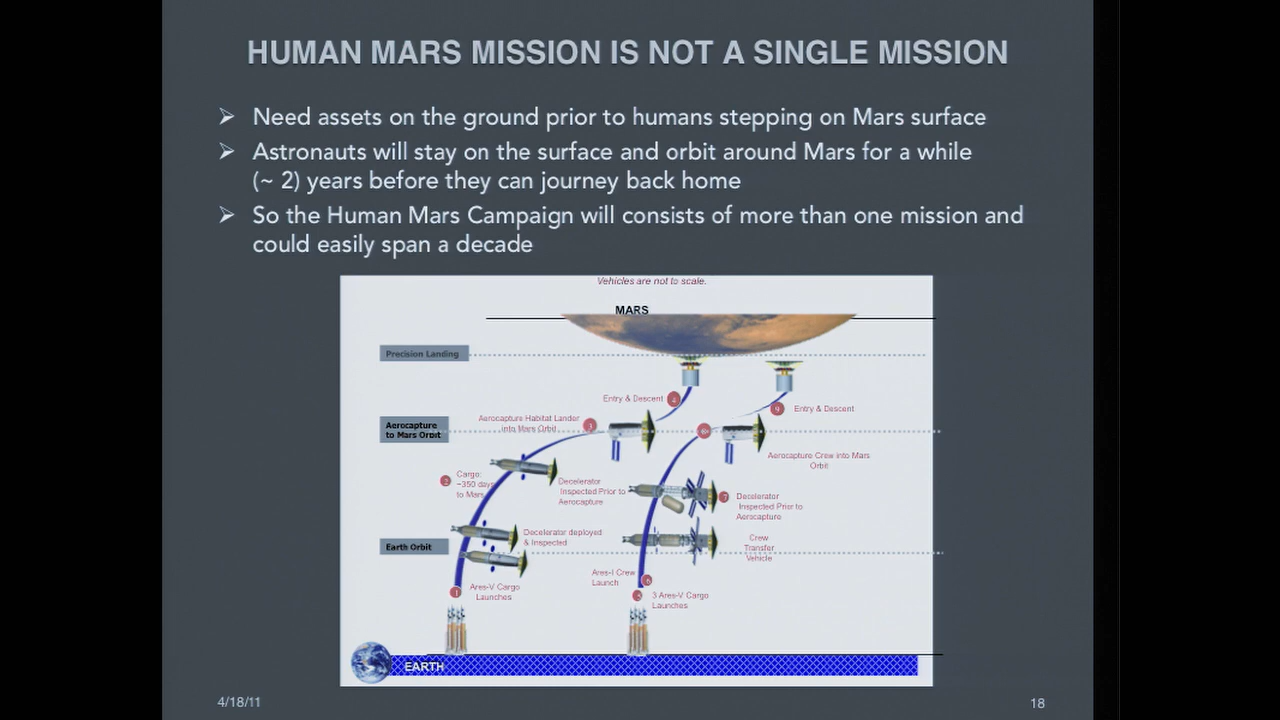 HUMAN MARS MISSION IS NOT A SINGLE MISSION
Need assets on the ground prior to humans stepping on Mars surface
Astronauts will stay on the surface and orbit around Mars for a while
(~ 2) years before they can journey back home
So the Human Mars Campaign will consists of more than one mission and
could easily span a decade
Vehicles are not to scale.
MARS
Precision Landing
Entry & Descent
4
9
Entry & Descent
Aerocapture Habitat Lander
into Mars Orbit
3
Aerocapture
to Mars Orbit
Aerocapture Crew into Mars
Orbit
2
Cargo:
~350 days
to Mars
Decelerator
Inspected Prior to
Aerocapture
7
Decelerator
Inspected Prior to
Aerocapture
Decelerator deployed
& Inspected
Earth Orbit
Crew
Transfer
Vehicle
Ares-I Crew
Launch
1
Ares-V Cargo
Launches
3 Ares-V Cargo
Launches
EARTH
4/18/11
18